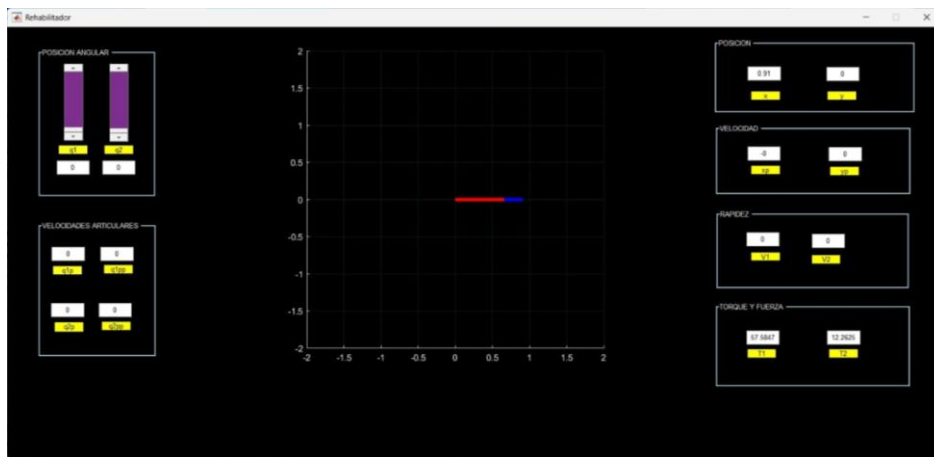 Rehabilitador
POSICION ANGULAR
q1 q2
0 0
VELOCIDADES ARTICULARES
0 0
q1p q1pp
0 0
q2p q2pp
2
1.5
1
0.5
0
-0.5
-1
-1.5
-2
-2 -1.5 -1 -0.5 0 0.5 1 1.5 2
POSICION
0.91 0
x y
VELOCIDAD
-0 0
xp yp
RAPIDEZ
0 0
V1 V2
TORQUE Y FUERZA
57.5847 12.2625
T1 T2